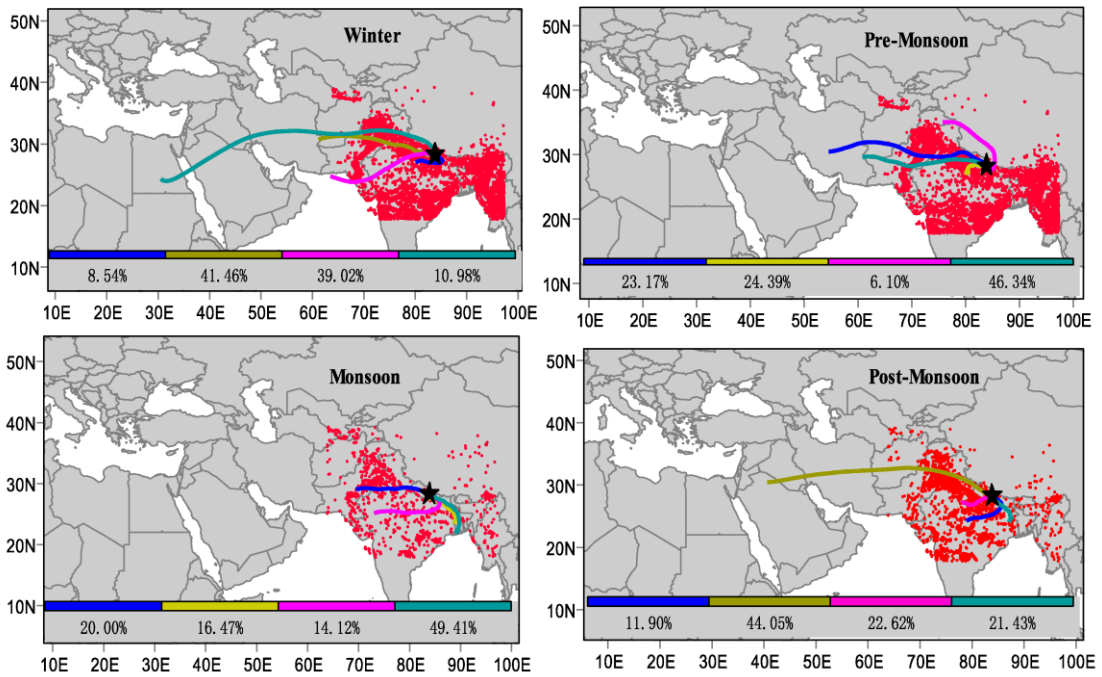 Winter
50N
40N
30N
20N
10N
8.54% 41.46% 39.02% 10.98%
10E 20E 30E 40E 50E 60E 70E 80E 90E 100E
Pre-Monsoon
50N
40N
30N
20N
10N
23.17% 24.39% 6.10% 46.34%
10E 20E 30E 40E 50E 60E 70E 80E 90E 100E
Monsoon
50N
40N
30N
20N
10N
20.00% 16.47% 14.12% 49.41%
10E 20E 30E 40E 50E 60E 70E 80E 90E 100E
Post-Monsoon
50N
40N
30N
20N
10N
11.90% 44.05% 22.62% 21.43%
10E 20E 30E 40E 50E 60E 70E 80E 90E 100E